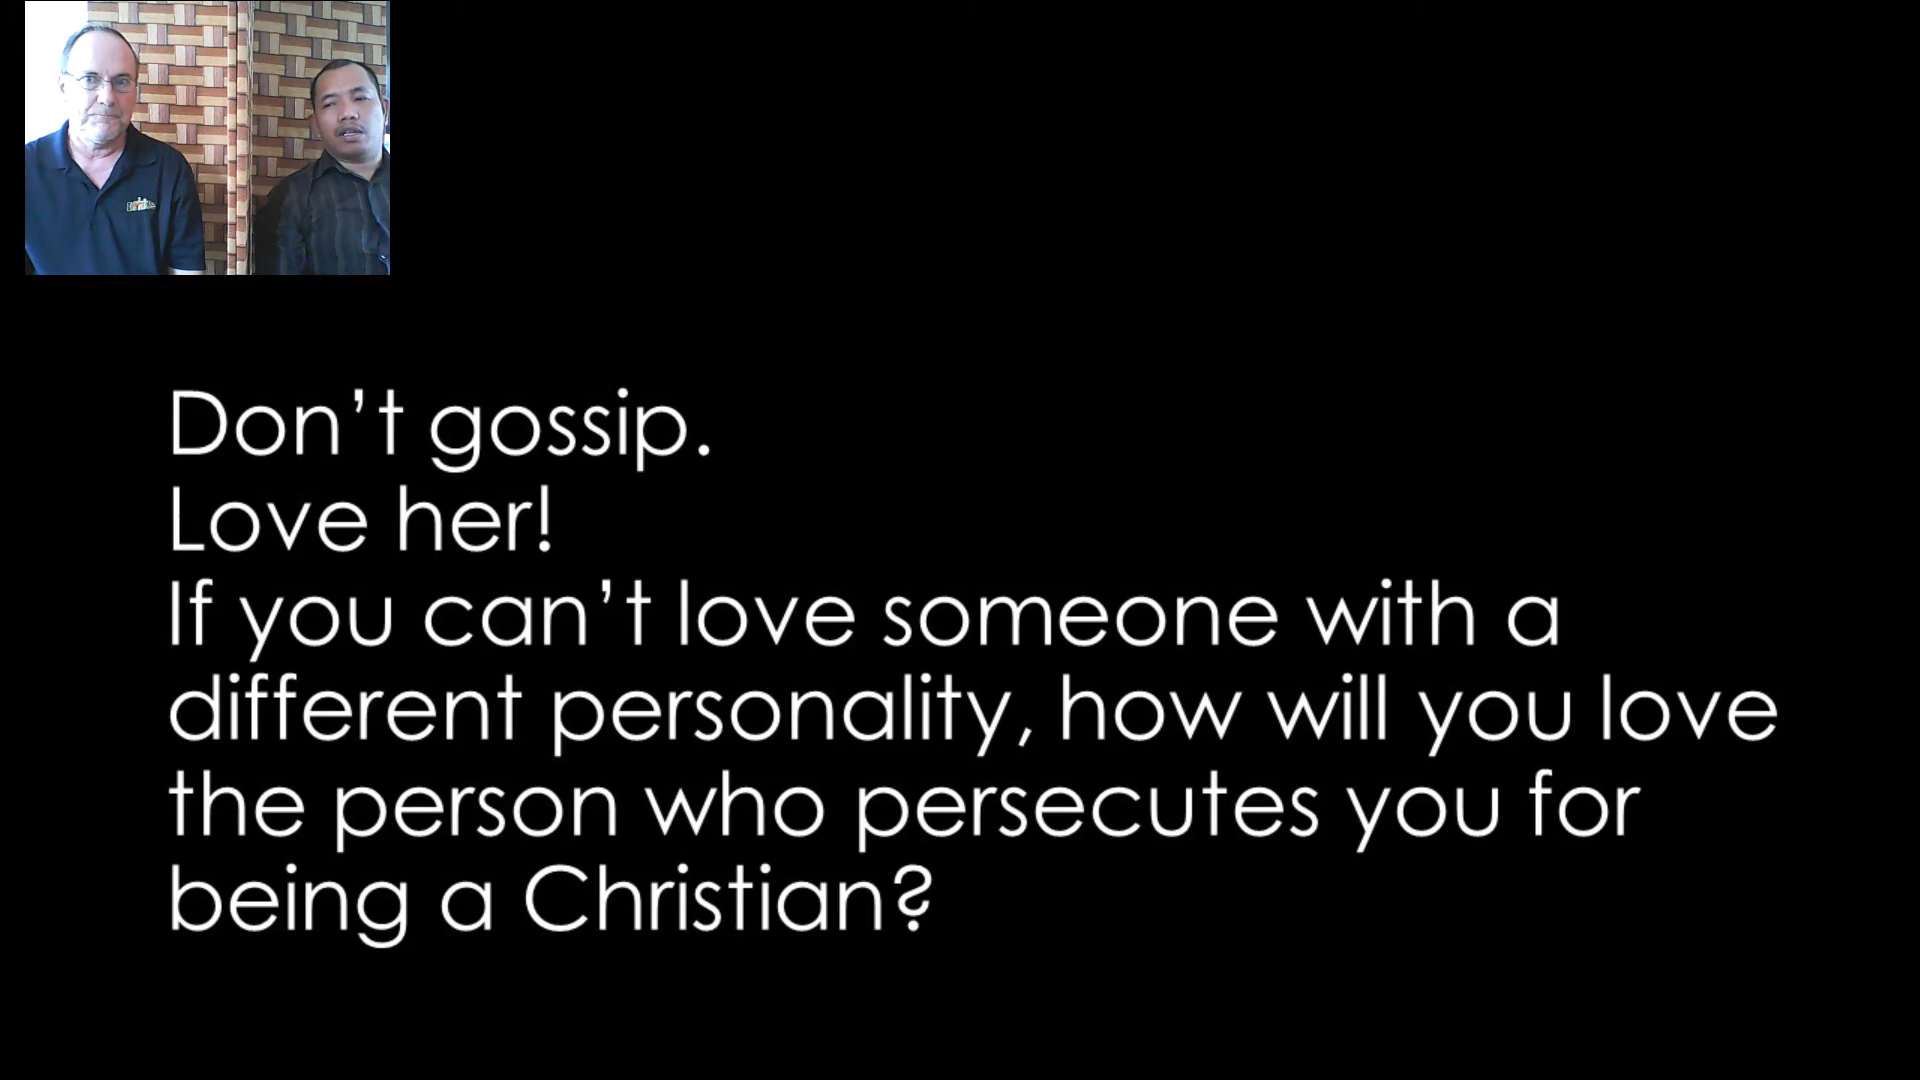 Don’t gossip.
Love her!
If you can’t love someone with a
different personality, how will you love
the person who persecutes you for
being a Christian?